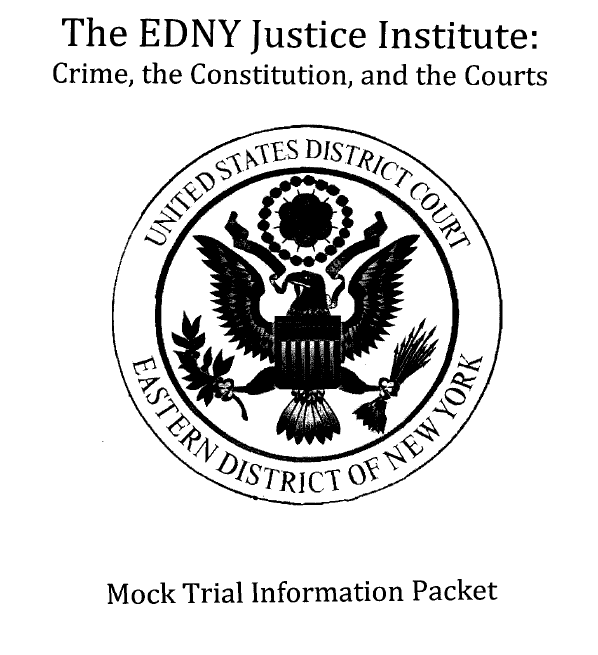 The EDNY Justice Institute:
Crime, the Constitution, and the Courts
UNITED STATES DISTRICT COURT
EASTERN DISTRICT OF NEW YORK
Mock Trial Information Packet